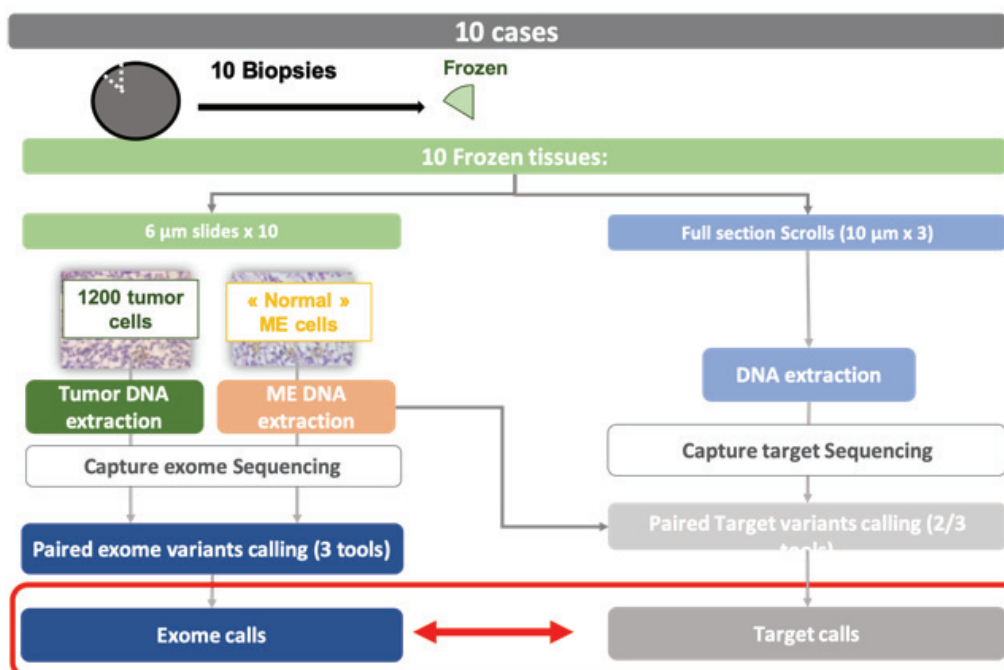 10 cases
10 Biopsies
Frozen
10 Frozen tissues:
6 µm slides x 10
Full section Scrolls (10 µm x 3)
1200 tumor
cells
« Normal »
ME cells
Tumor DNA
extraction
ME DNA
extraction
DNA extraction
Capture exome Sequencing
Capture target Sequencing
Paired exome variants calling (3 tools)
Paired Target variants calling (2/3
tools)
Exome calls
Target calls